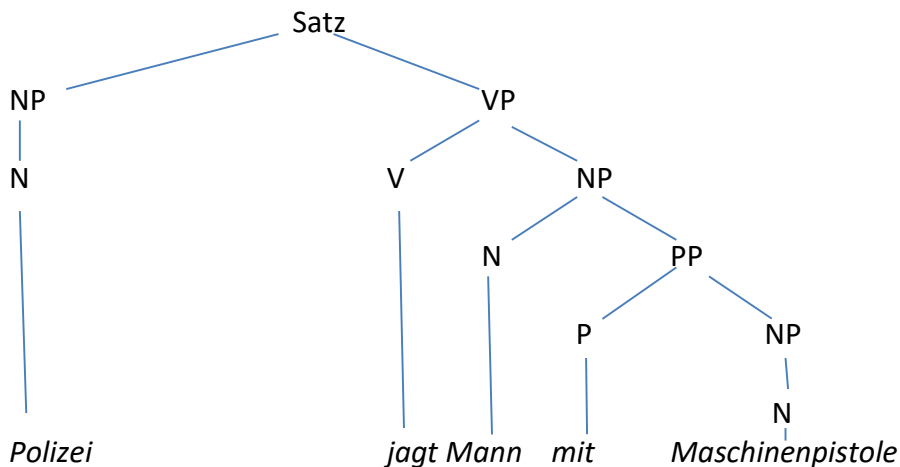 Satz
NP VP
N V NP
N PP
P NP
N
Polizei jagt Mann mit Maschinenpistole